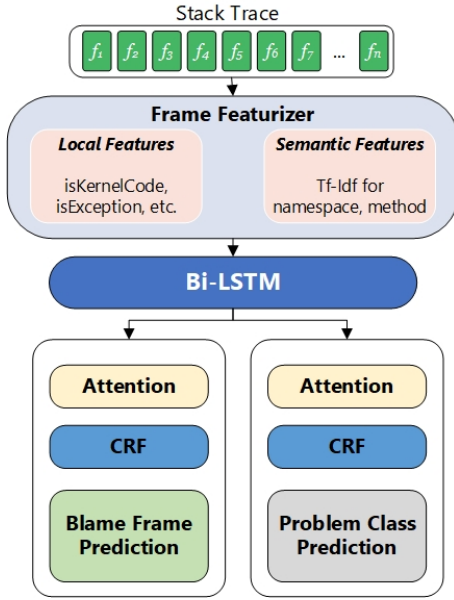 Stack Trace
f1 f2 f3 f4 f5 f6 f7 ... fn
Frame Featurizer
Local Features
isKernelCode,
isException, etc.
Semantic Features
Tf-Idf for
namespace, method
Bi-LSTM
Attention
CRF
Blame Frame
Prediction
Attention
CRF
Problem Class
Prediction